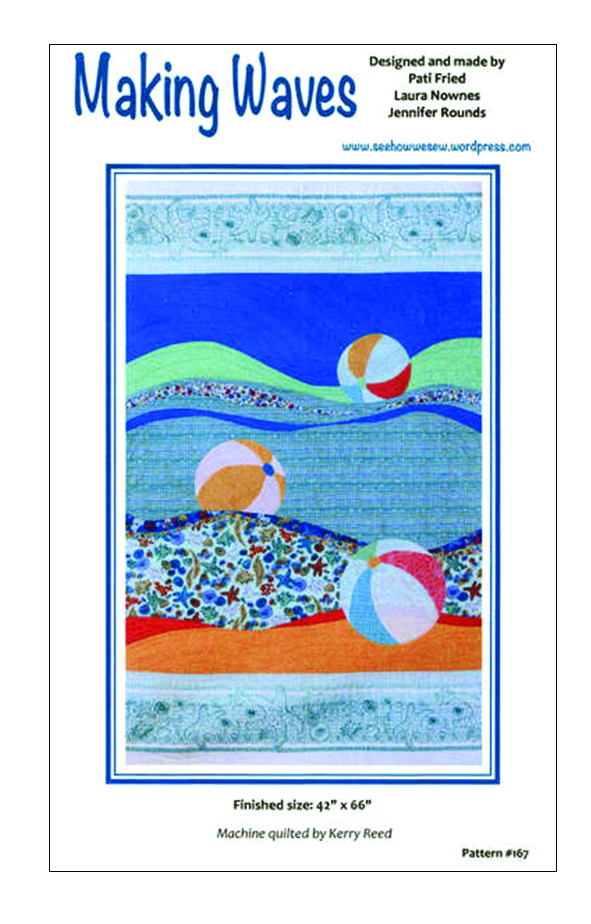 Making Waves
Designed and made by
Pati Fried
Laura Nownes
Jennifer Rounds
www.seehowwesew.wordpress.com
Finished size: 42" x 66"
Machine quilted by Kerry Reed
Pattern #167